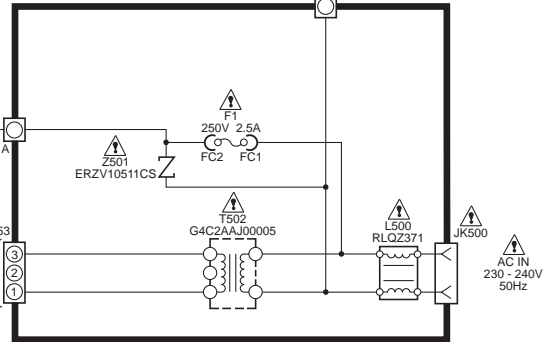 F1
250V 2.5A
FC2 FC1
A
Z501
ERZV10511CS
T502
G4C2AAJ00005
L500
RLQZ371
JK500
AC IN
230 - 240V
50Hz
53
3
2
1